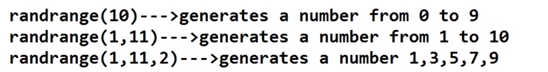 randrange(10)--->generates a number from 0 to 9
randrange(1,11)--->generates a number from 1 to 10
randrange(1,11,2)--->generates a number 1,3,5,7,9